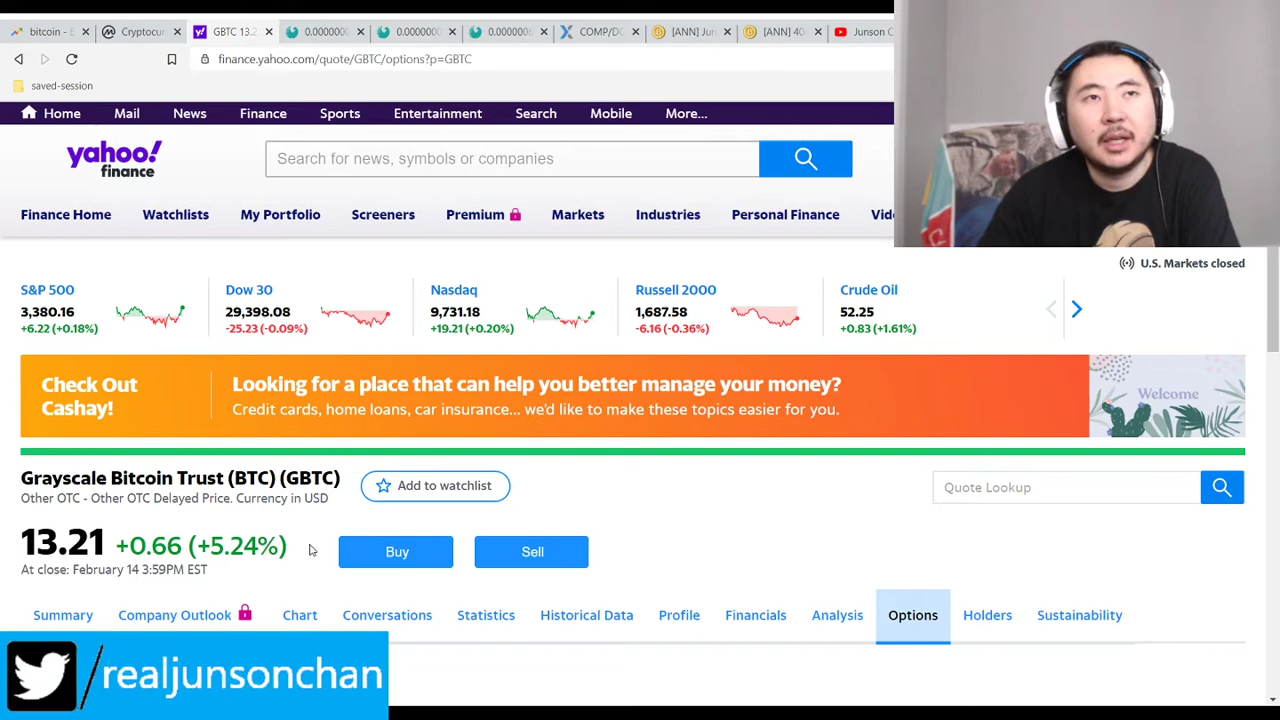 bitcoin - E
Cryptocur
GBTC 13.2
0.000000
0.000000
0.000000
COMP/DC
[ANN] Jun
[ANN] 40
Junson C
finance.yahoo.com/quote/GBTC/options?p=GBTC
saved-session
Home Mail News Finance Sports Entertainment Search Mobile More...
yahoo!
finance
Search for news, symbols or companies
Finance Home Watchlists My Portfolio Screeners Premium Markets Industries Personal Finance Vid
U.S. Markets closed
S&P 500
3,380.16
+6.22 (+0.18%)
Dow 30
29,398.08
-25.23 (-0.09%)
Nasdaq
9,731.18
+19.21 (+0.20%)
Russell 2000
1,687.58
-6.16 (-0.36%)
Crude Oil
52.25
+0.83 (+1.61%)
Check Out
Cashay!
Looking for a place that can help you better manage your money?
Credit cards, home loans, car insurance... we'd like to make these topics easier for you.
Welcome
Grayscale Bitcoin Trust (BTC) (GBTC)
Add to watchlist
Other OTC - Other OTC Delayed Price. Currency in USD
Quote Lookup
13.21 +0.66 (+5.24%)
At close: February 14 3:59PM EST
Buy
Sell
Summary Company Outlook Chart Conversations Statistics Historical Data Profile Financials Analysis Options Holders Sustainability
/realjunsonchan